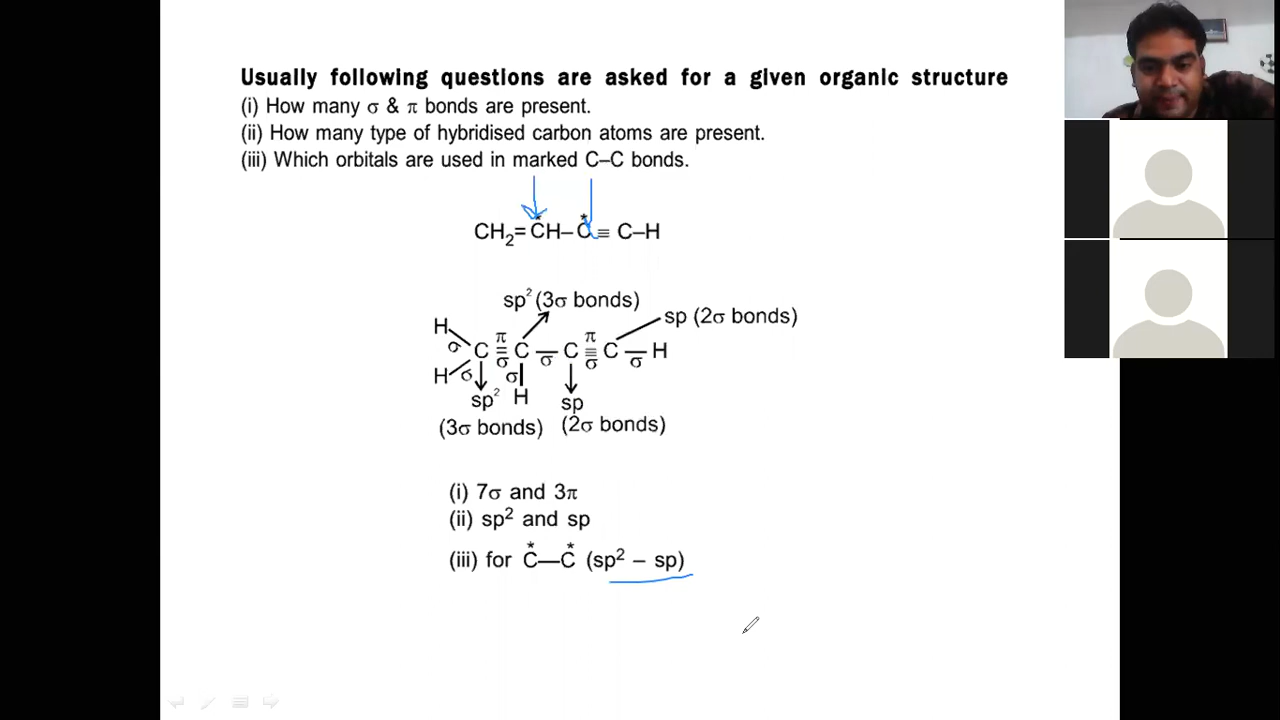 Usually following questions are asked for a given organic structure
(i) How many σ & π bonds are present.
(ii) How many type of hybridised carbon atoms are present.
(iii) Which orbitals are used in marked C–C bonds.
* *
CH₂=CH–C≡C–H
sp² (3σ bonds)
sp (2σ bonds)
H π π
σ C = C — C ≡ C — H
σ σ σ σ
H σ σ
sp² H sp
(3σ bonds) (2σ bonds)
(i) 7σ and 3π
(ii) sp² and sp
* *
(iii) for C—C (sp² – sp)